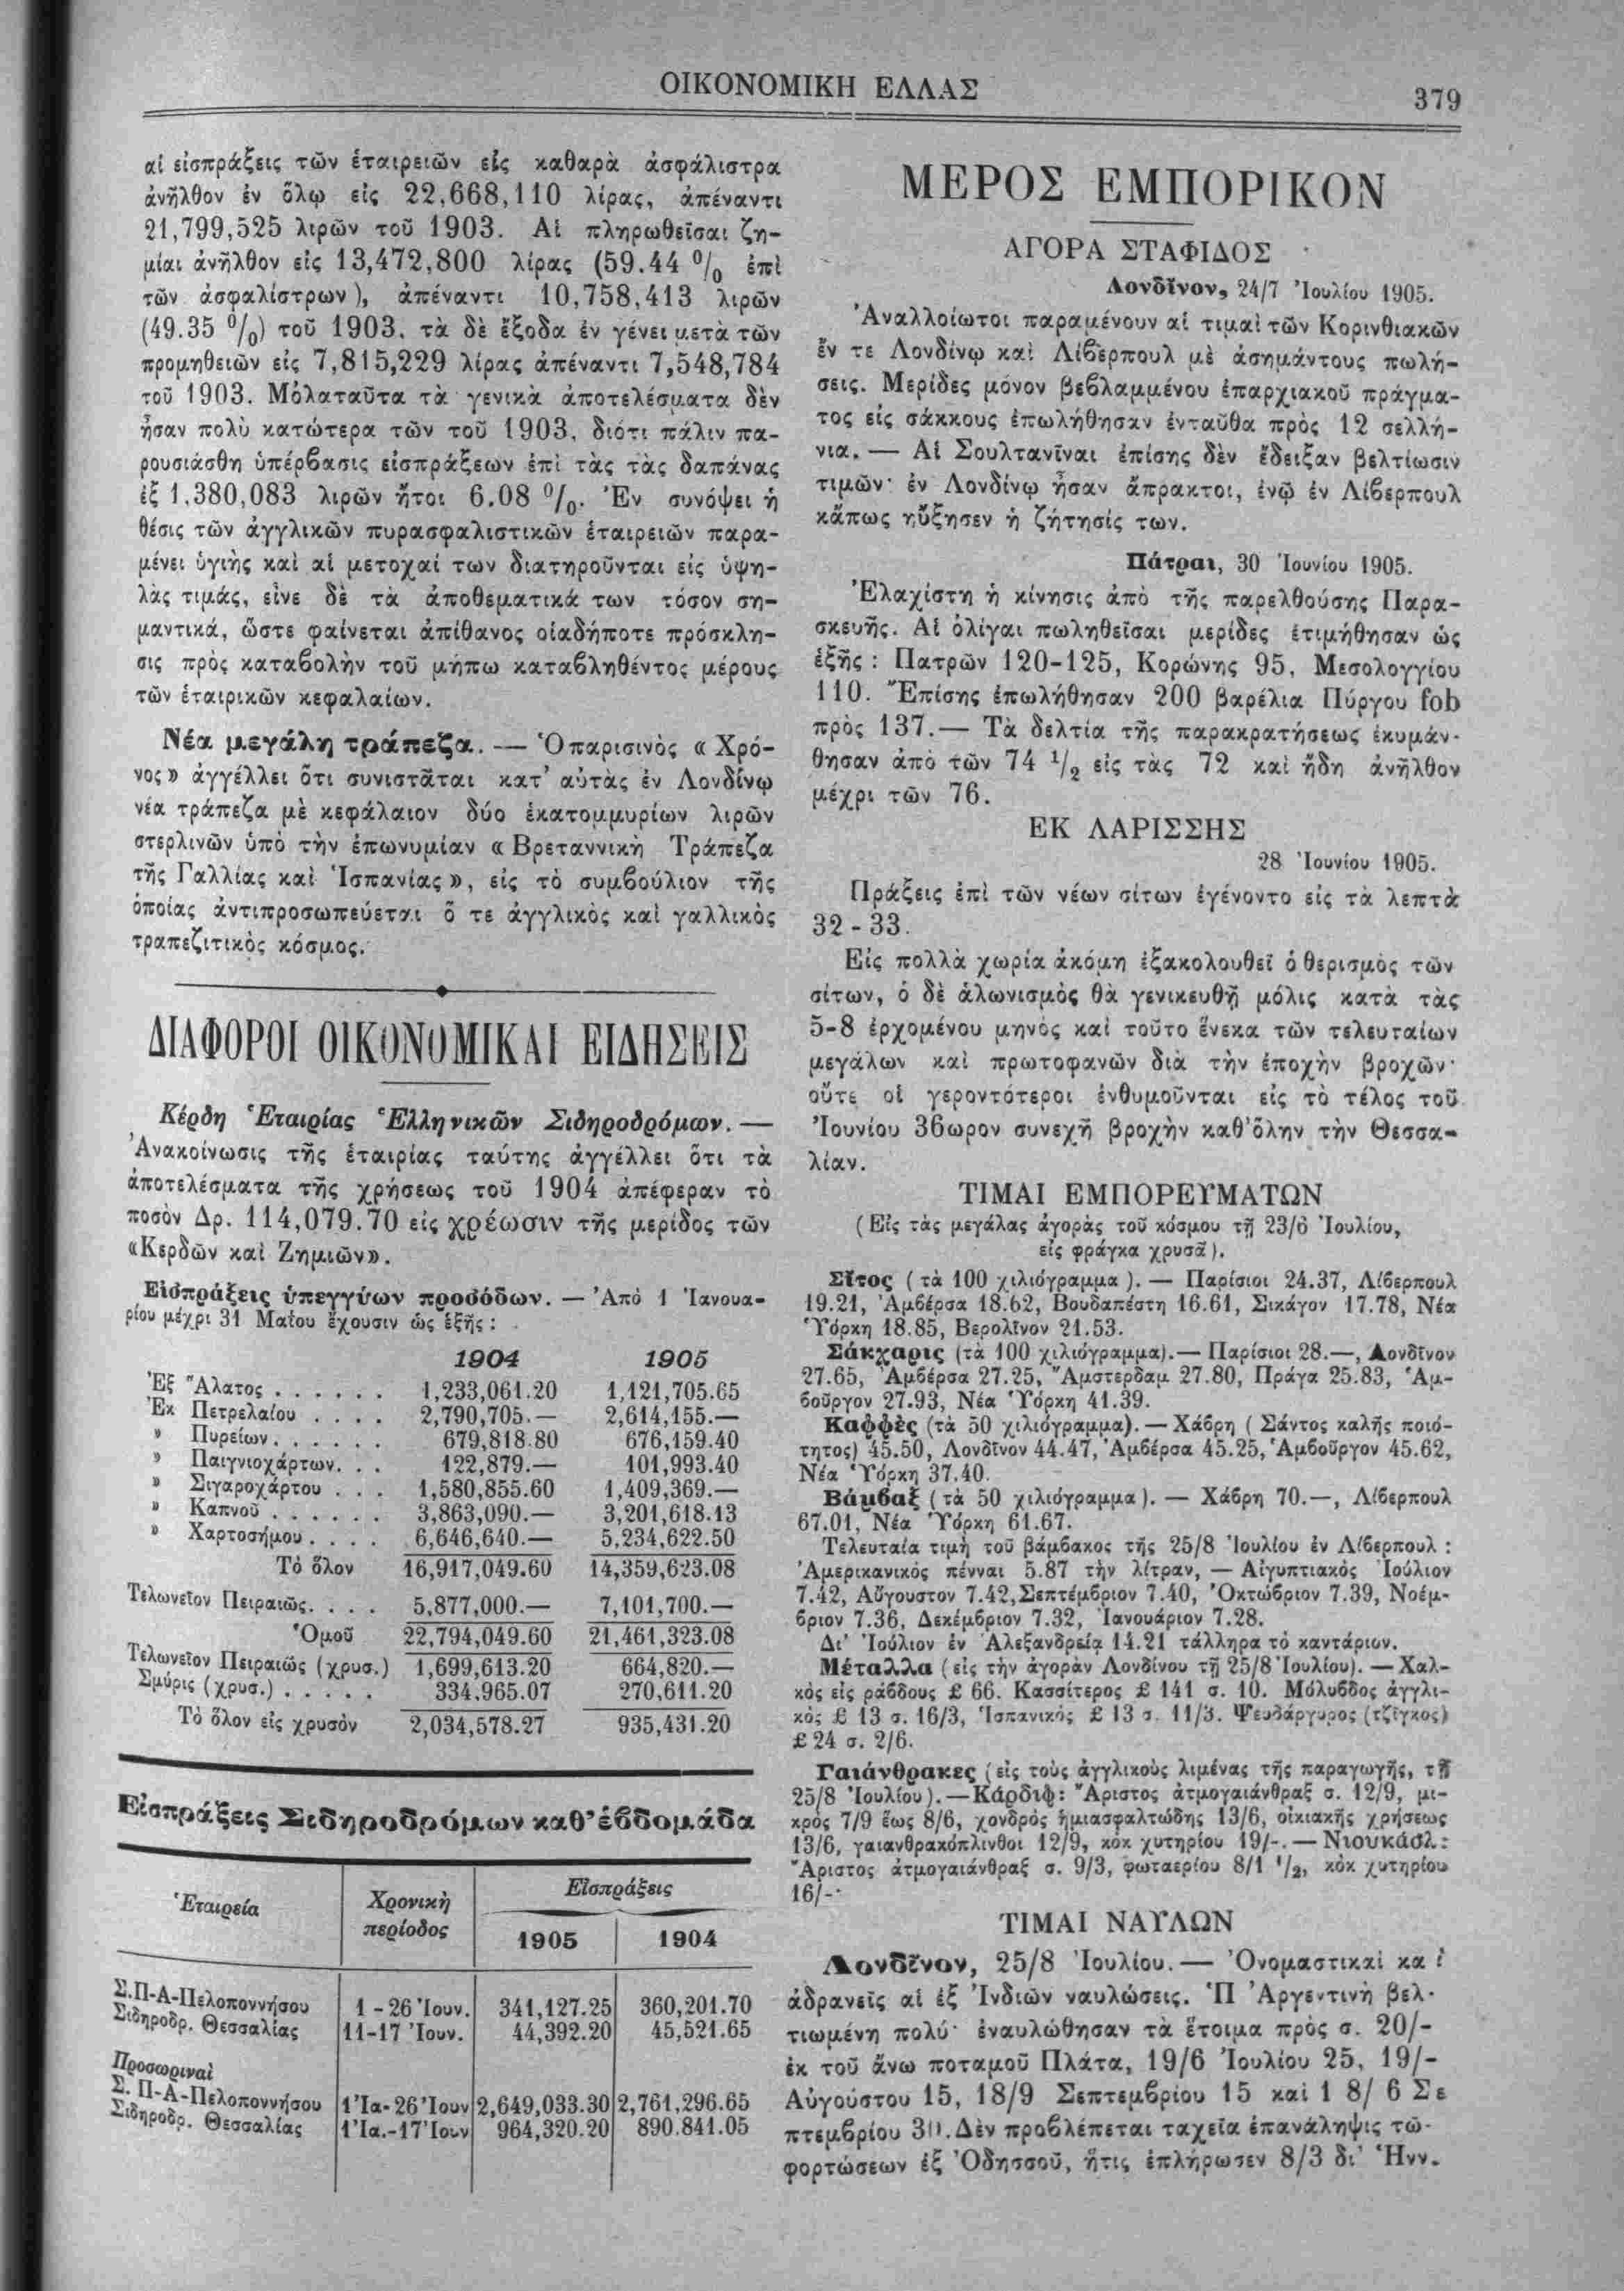 ΟΙΚΟΝΟΜΙΚΗ ΕΛΛΑΣ
379
αἱ εἰσπράξεις τῶν ἑταιρειῶν εἰς καθαρὰ ἀσφάλιστρα
ἀνῆλθον ἐν ὅλῳ εἰς 22,668,110 λίρας, ἀπέναντι
21,799,525 λιρῶν τοῦ 1903. Αἱ πληρωθεῖσαι ζη-
μίαι ἀνῆλθον εἰς 13,472,800 λίρας (59.44 % ἐπὶ
τῶν ἀσφαλίστρων), ἀπέναντι 10,758,413 λιρῶν
(49.35 %) τοῦ 1903, τὰ δὲ ἔξοδα ἐν γένει μετὰ τῶν
προμηθειῶν εἰς 7,815,229 λίρας ἀπέναντι 7,548,784
τοῦ 1903. Μόλαταῦτα τὰ γενικὰ ἀποτελέσματα δὲν
ἦσαν πολὺ κατώτερα τῶν τοῦ 1903, διότι πάλιν πα-
ρουσιάσθη ὑπέρβασις εἰσπράξεων ἐπὶ τὰς τὰς δαπάνας
ἐξ 1,380,083 λιρῶν ἤτοι 6.08 %. Ἐν συνόψει ἡ
θέσις τῶν ἀγγλικῶν πυρασφαλιστικῶν ἑταιρειῶν παρα-
μένει ὑγιὴς καὶ αἱ μετοχαί των διατηροῦνται εἰς ὑψη-
λὰς τιμάς, εἶνε δὲ τὰ ἀποθεματικά των τόσον ση-
μαντικά, ὥστε φαίνεται ἀπίθανος οἱαδήποτε πρόσκλη-
σις πρὸς καταβολὴν τοῦ μήπω καταβληθέντος μέρους
τῶν ἑταιρικῶν κεφαλαίων.
Νέα μεγάλη τράπεζα. — Ὁ παρισινὸς « Χρό-
νος » ἀγγέλλει ὅτι συνιστᾶται κατ' αὐτὰς ἐν Λονδίνῳ
νέα τράπεζα μὲ κεφάλαιον δύο ἑκατομμυρίων λιρῶν
στερλινῶν ὑπὸ τὴν ἐπωνυμίαν « Βρεταννικὴ Τράπεζα
τῆς Γαλλίας καὶ Ἱσπανίας », εἰς τὸ συμβούλιον τῆς
ὁποίας ἀντιπροσωπεύεται ὅ τε ἀγγλικὸς καὶ γαλλικὸς
τραπεζιτικὸς κόσμος.
ΔΙΑΦΟΡΟΙ ΟΙΚΟΝΟΜΙΚΑΙ ΕΙΔΗΣΕΙΣ
Κέρδη Ἑταιρίας Ἑλληνικῶν Σιδηροδρόμων. —
Ἀνακοίνωσις τῆς ἑταιρίας ταύτης ἀγγέλλει ὅτι τὰ
ἀποτελέσματα τῆς χρήσεως τοῦ 1904 ἀπέφεραν τὸ
ποσὸν Δρ. 114,079.70 εἰς χρέωσιν τῆς μερίδος τῶν
«Κερδῶν καὶ Ζημιῶν».
Εἰσπράξεις ὑπεγγύων προσόδων. — Ἀπὸ 1 Ἰανουα-
ρίου μέχρι 31 Μαΐου ἔχουσιν ὡς ἑξῆς :
1904 1905
Ἐξ Ἅλατος . . . . . . 1,233,061.20 1,121,705.65
Ἐκ Πετρελαίου . . . . 2,790,705.— 2,614,155.—
» Πυρείων . . . . . . 679,818.80 676,159.40
» Παιγνιοχάρτων. . . 122,879.— 101,993.40
» Σιγαροχάρτου . . . 1,580,855.60 1,409,369.—
» Καπνοῦ . . . . . . 3,863,090.— 3,201,618.13
» Χαρτοσήμου . . . . 6,646,640.— 5,234,622.50
Τὸ ὅλον 16,917,049.60 14,359,623.08
Τελωνεῖον Πειραιῶς. . . . 5,877,000.— 7,101,700.—
Ὁμοῦ 22,794,049.60 21,461,323.08
Τελωνεῖον Πειραιῶς (χρυσ.) 1,699,613.20 664,820.—
Σμύρις (χρυσ.) . . . . . 334.965.07 270,611.20
Τὸ ὅλον εἰς χρυσὸν 2,034,578.27 935,431.20
Εἰσπράξεις Σιδηροδρόμων καθ' ἑβδομάδα
Ἑταιρεία Χρονικὴ περίοδος Εἰσπράξεις
1905 1904
Σ.Π-Α-Πελοποννήσου 1 - 26 Ἰουν. 341,127.25 360,201.70
Σιδηροδρ. Θεσσαλίας 11-17 Ἰουν. 44,392.20 45,521.65
Προσωριναὶ
Σ. Π-Α-Πελοποννήσου 1 Ἰα-26 Ἰουν 2,649,033.30 2,761,296.65
Σιδηροδρ. Θεσσαλίας 1 Ἰα.-17 Ἰουν 964,320.20 890.841.05
ΜΕΡΟΣ ΕΜΠΟΡΙΚΟΝ
ΑΓΟΡΑ ΣΤΑΦΙΔΟΣ
Λονδῖνον, 24/7 Ἰουλίου 1905.
Ἀναλλοίωτοι παραμένουν αἱ τιμαὶ τῶν Κορινθιακῶν
ἔν τε Λονδίνῳ καὶ Λίβερπουλ μὲ ἀσημάντους πωλή-
σεις. Μερίδες μόνον βεβλαμμένου ἐπαρχιακοῦ πράγμα-
τος εἰς σάκκους ἐπωλήθησαν ἐνταῦθα πρὸς 12 σελλή-
νια. — Αἱ Σουλτανῖναι ἐπίσης δὲν ἔδειξαν βελτίωσιν
τιμῶν· ἐν Λονδίνῳ ἦσαν ἄπρακτοι, ἐνῷ ἐν Λίβερπουλ
κάπως ηὔξησεν ἡ ζήτησίς των.
Πάτραι, 30 Ἰουνίου 1905.
Ἐλαχίστη ἡ κίνησις ἀπὸ τῆς παρελθούσης Παρα-
σκευῆς. Αἱ ὀλίγαι πωληθεῖσαι μερίδες ἐτιμήθησαν ὡς
ἑξῆς : Πατρῶν 120-125, Κορώνης 95, Μεσολογγίου
110. Ἐπίσης ἐπωλήθησαν 200 βαρέλια Πύργου fob
πρὸς 137.— Τὰ δελτία τῆς παρακρατήσεως ἐκυμάν-
θησαν ἀπὸ τῶν 74 1/2 εἰς τὰς 72 καὶ ἤδη ἀνῆλθον
μέχρι τῶν 76.
ΕΚ ΛΑΡΙΣΣΗΣ
28 Ἰουνίου 1905.
Πράξεις ἐπὶ τῶν νέων σίτων ἐγένοντο εἰς τὰ λεπτὰ
32 - 33.
Εἰς πολλὰ χωρία ἀκόμη ἐξακολουθεῖ ὁ θερισμὸς τῶν
σίτων, ὁ δὲ ἁλωνισμὸς θὰ γενικευθῇ μόλις κατὰ τὰς
5-8 ἐρχομένου μηνὸς καὶ τοῦτο ἕνεκα τῶν τελευταίων
μεγάλων καὶ πρωτοφανῶν διὰ τὴν ἐποχὴν βροχῶν·
οὔτε οἱ γεροντότεροι ἐνθυμοῦνται εἰς τὸ τέλος τοῦ
Ἰουνίου 36ωρον συνεχῆ βροχὴν καθ' ὅλην τὴν Θεσσα-
λίαν.
ΤΙΜΑΙ ΕΜΠΟΡΕΥΜΑΤΩΝ
(Εἰς τὰς μεγάλας ἀγορὰς τοῦ κόσμου τῇ 23/6 Ἰουλίου,
εἰς φράγκα χρυσᾶ).
Σῖτος ( τὰ 100 χιλιόγραμμα ). — Παρίσιοι 24.37, Λίβερπουλ
19.21, Ἀμβέρσα 18.62, Βουδαπέστη 16.61, Σικάγον 17.78, Νέα
Ὑόρκη 18.85, Βερολῖνον 21.53.
Σάκχαρις (τὰ 100 χιλιόγραμμα).— Παρίσιοι 28.—, Λονδῖνον
27.65, Ἀμβέρσα 27.25, Ἄμστερδαμ 27.80, Πράγα 25.83, Ἁμ-
βοῦργον 27.93, Νέα Ὑόρκη 41.39.
Καφφὲς (τὰ 50 χιλιόγραμμα). — Χάβρη ( Σάντος καλῆς ποιό-
τητος) 45.50, Λονδῖνον 44.47, Ἀμβέρσα 45.25, Ἁμβοῦργον 45.62,
Νέα Ὑόρκη 37.40.
Βάμβαξ ( τὰ 50 χιλιόγραμμα ). — Χάβρη 70.—, Λίβερπουλ
67.01, Νέα Ὑόρκη 61.67.
Τελευταία τιμὴ τοῦ βάμβακος τῆς 25/8 Ἰουλίου ἐν Λίβερπουλ :
Ἀμερικανικὸς πένναι 5.87 τὴν λίτραν, — Αἰγυπτιακὸς Ἰούλιον
7.42, Αὔγουστον 7.42, Σεπτέμβριον 7.40, Ὀκτώβριον 7.39, Νοέμ-
βριον 7.36, Δεκέμβριον 7.32, Ἰανουάριον 7.28.
Δι' Ἰούλιον ἐν Ἀλεξανδρείᾳ 14.21 τάλληρα τὸ καντάριον.
Μέταλλα (εἰς τὴν ἀγορὰν Λονδίνου τῇ 25/8 Ἰουλίου). — Χαλ-
κὸς εἰς ράβδους £ 66. Κασσίτερος £ 141 σ. 10. Μόλυβδος ἀγγλι-
κὸς £ 13 σ. 16/3, Ἱσπανικὸς £ 13 σ. 11/3. Ψευδάργυρος (τζῖγκος)
£ 24 σ. 2/6.
Γαιάνθρακες (εἰς τοὺς ἀγγλικοὺς λιμένας τῆς παραγωγῆς, τῇ
25/8 Ἰουλίου).—Κάρδιφ: Ἄριστος ἀτμογαιάνθραξ σ. 12/9, μι-
κρὸς 7/9 ἕως 8/6, χονδρὸς ἡμιασφαλτώδης 13/6, οἰκιακῆς χρήσεως
13/6, γαιανθρακόπλινθοι 12/9, κὸκ χυτηρίου 19/-. — Νιουκάσλ:
Ἄριστος ἀτμογαιάνθραξ σ. 9/3, φωταερίου 8/1 1/2, κὸκ χυτηρίου
16/-·
ΤΙΜΑΙ ΝΑΥΛΩΝ
Λονδῖνον, 25/8 Ἰουλίου. — Ὀνομαστικαὶ καὶ
ἀδρανεῖς αἱ ἐξ Ἰνδιῶν ναυλώσεις. Ἡ Ἀργεντινὴ βελ-
τιωμένη πολύ· ἐναυλώθησαν τὰ ἕτοιμα πρὸς σ. 20/-
ἐκ τοῦ ἄνω ποταμοῦ Πλάτα, 19/6 Ἰουλίου 25, 19/-
Αὐγούστου 15, 18/9 Σεπτεμβρίου 15 καὶ 1 8/ 6 Σε
πτεμβρίου 30. Δὲν προβλέπεται ταχεῖα ἐπανάληψις τῶ-
φορτώσεων ἐξ Ὀδησσοῦ, ἥτις ἐπλήρωσεν 8/3 δι' Ἡνν.